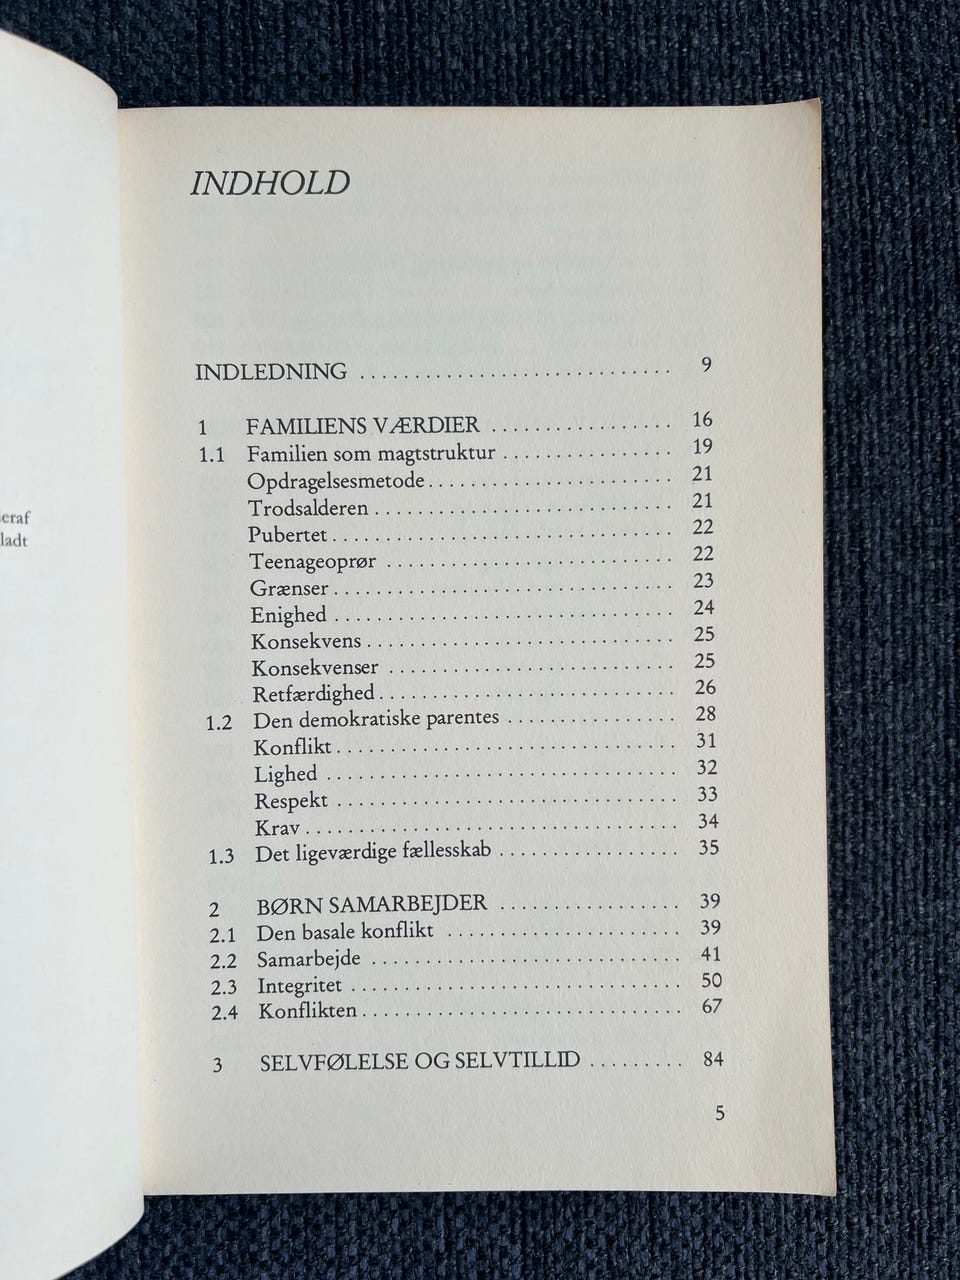 eraf
ladt
INDHOLD
INDLEDNING ............................. 9
1 FAMILIENS VÆRDIER ................. 16
1.1 Familien som magtstruktur ................ 19
Opdragelsesmetode ....................... 21
Trodsalderen ............................ 21
Pubertet ................................ 22
Teenageoprør ........................... 22
Grænser ................................ 23
Enighed ................................ 24
Konsekvens ............................. 25
Konsekvenser ........................... 25
Retfærdighed ............................ 26
1.2 Den demokratiske parentes ................ 28
Konflikt ................................ 31
Lighed ................................. 32
Respekt ................................ 33
Krav ................................... 34
1.3 Det ligeværdige fællesskab ................. 35
2 BØRN SAMARBEJDER ................. 39
2.1 Den basale konflikt ...................... 39
2.2 Samarbejde ............................. 41
2.3 Integritet ............................... 50
2.4 Konflikten .............................. 67
3 SELVFØLELSE OG SELVTILLID ......... 84
5